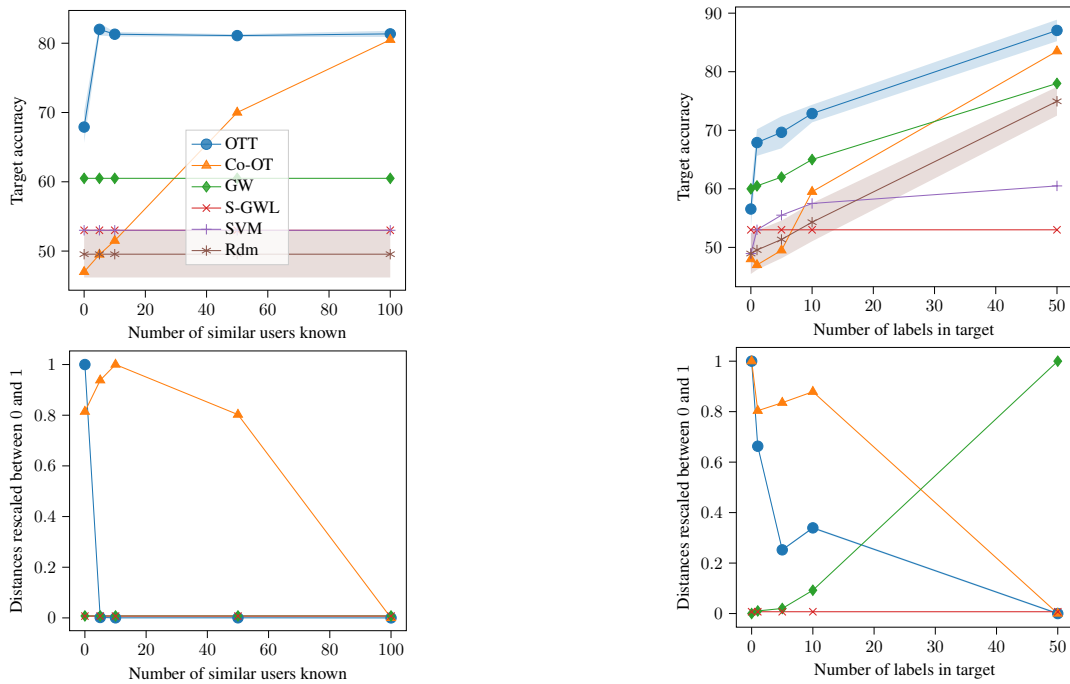 80
70
60
50
Target accuracy
OTT
Co-OT
GW
S-GWL
SVM
Rdm
0 20 40 60 80 100
Number of similar users known
90
80
70
60
50
Target accuracy
0 10 20 30 40 50
Number of labels in target
1
0.8
0.6
0.4
0.2
0
Distances rescaled between 0 and 1
0 20 40 60 80 100
Number of similar users known
1
0.8
0.6
0.4
0.2
0
Distances rescaled between 0 and 1
0 10 20 30 40 50
Number of labels in target